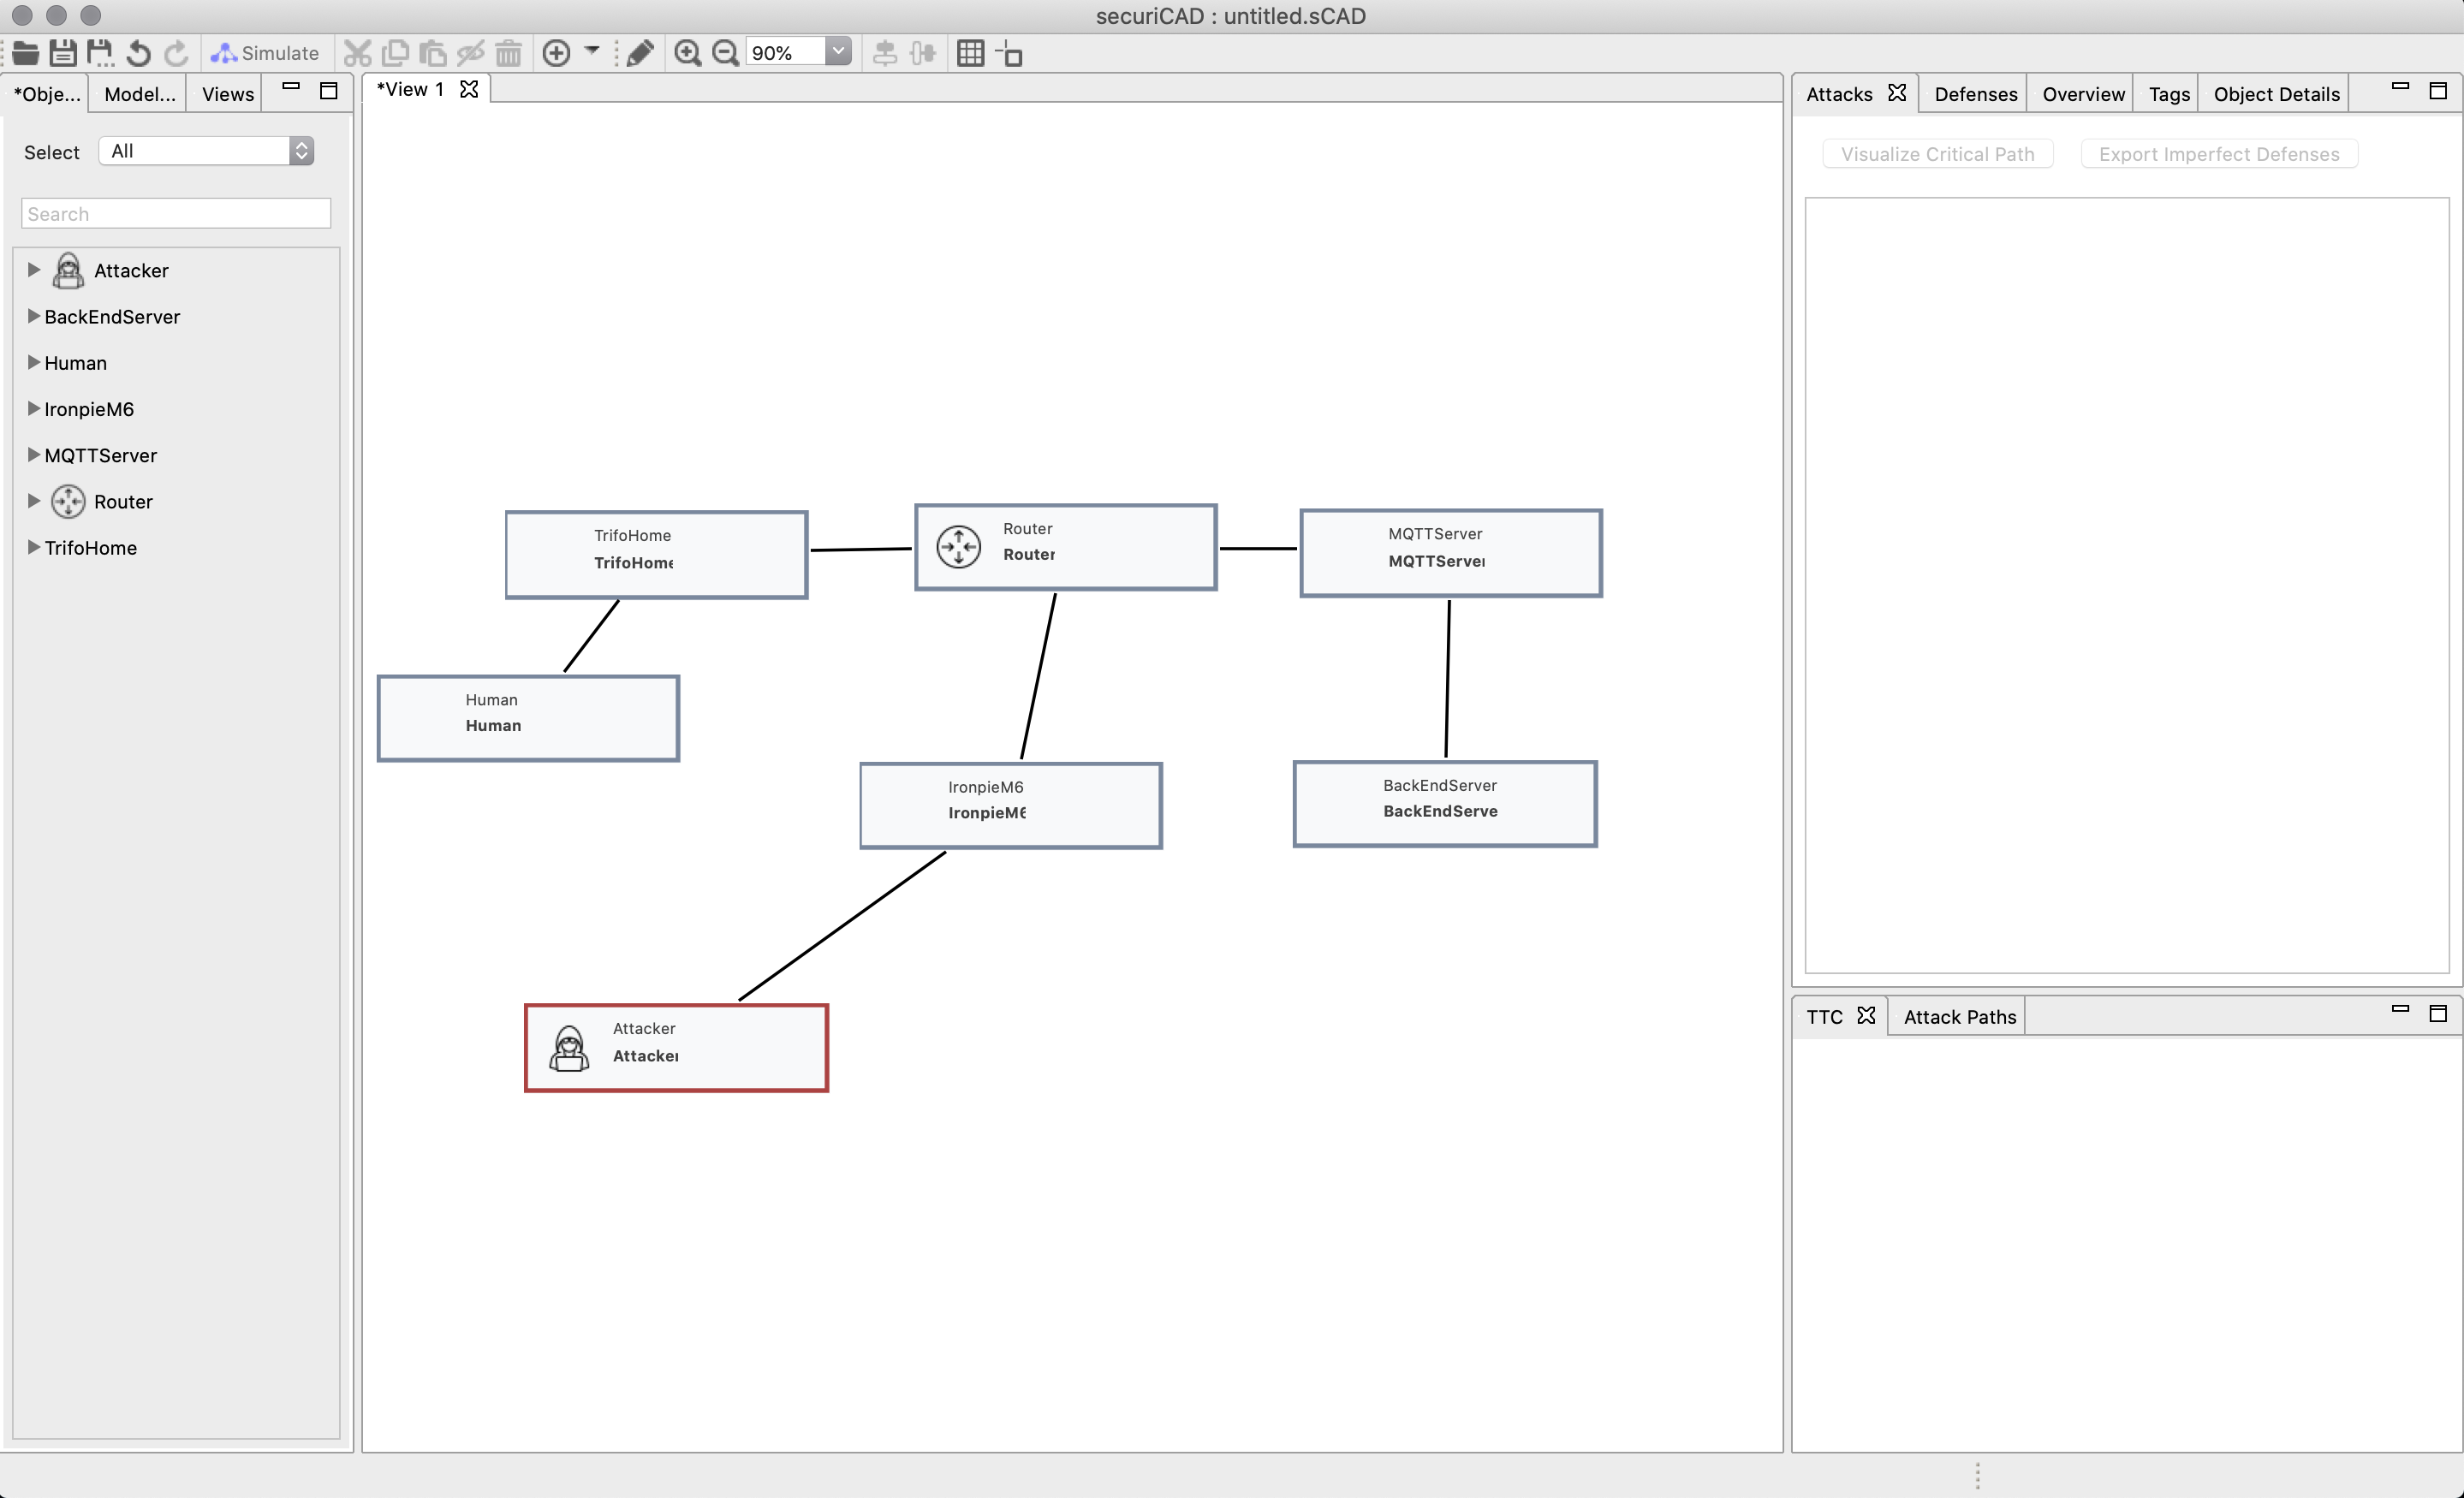 securiCAD : untitled.sCAD
Simulate
90%
*Obje...
Model...
Views
Select
All
Search
Attacker
BackEndServer
Human
IronpieM6
MQTTServer
Router
TrifoHome
*View 1
TrifoHome
TrifoHome
Router
Router
MQTTServer
MQTTServer
Human
Human
IronpieM6
IronpieM6
BackEndServer
BackEndServe
Attacker
Attacker
Attacks
Defenses
Overview
Tags
Object Details
Visualize Critical Path
Export Imperfect Defenses
TTC
Attack Paths